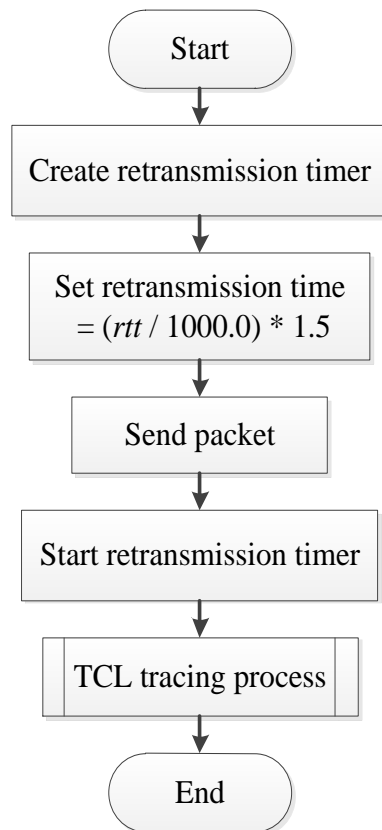 Start
Create retransmission timer
Set retransmission time
= (rtt / 1000.0) * 1.5
Send packet
Start retransmission timer
TCL tracing process
End